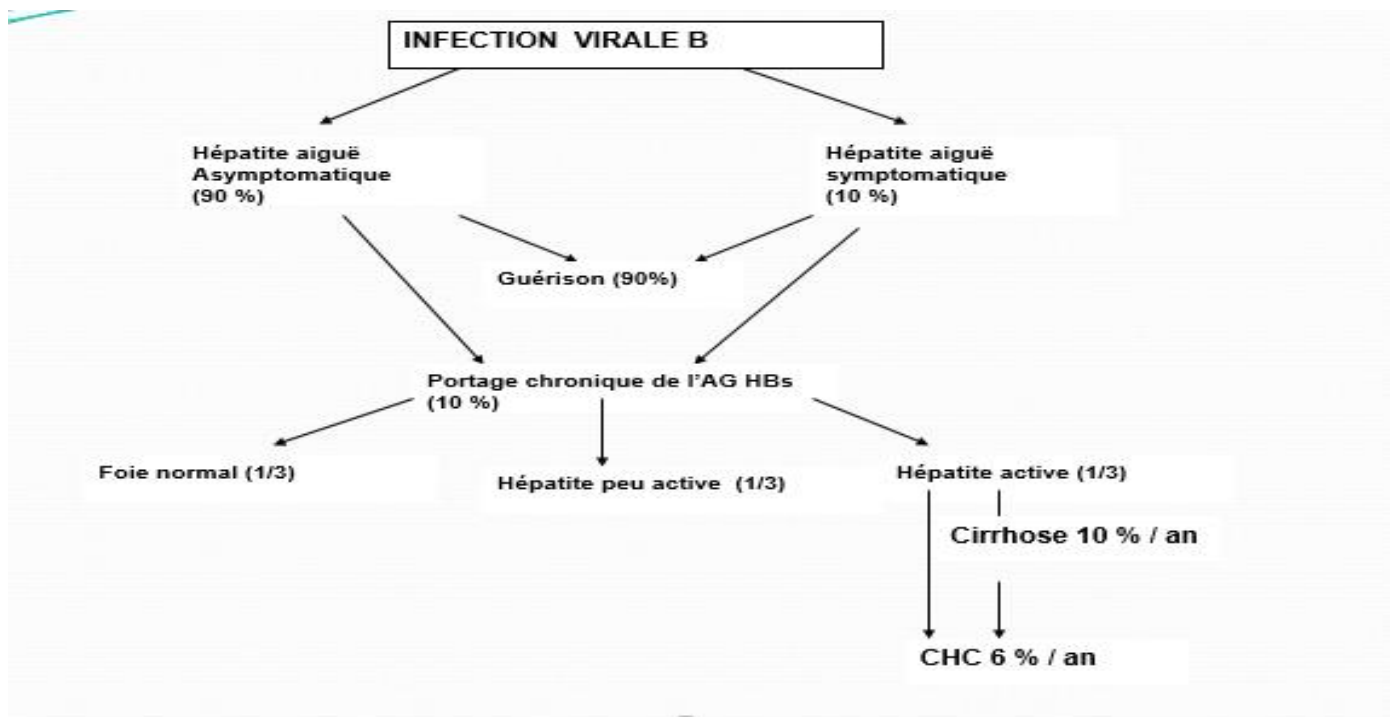 INFECTION VIRALE B
Hépatite aiguë
Asymptomatique
(90 %)
Hépatite aiguë
symptomatique
(10 %)
Guérison (90%)
Portage chronique de l'AG HBs
(10 %)
Foie normal (1/3)
Hépatite peu active (1/3)
Hépatite active (1/3)
Cirrhose 10 % / an
CHC 6 % / an